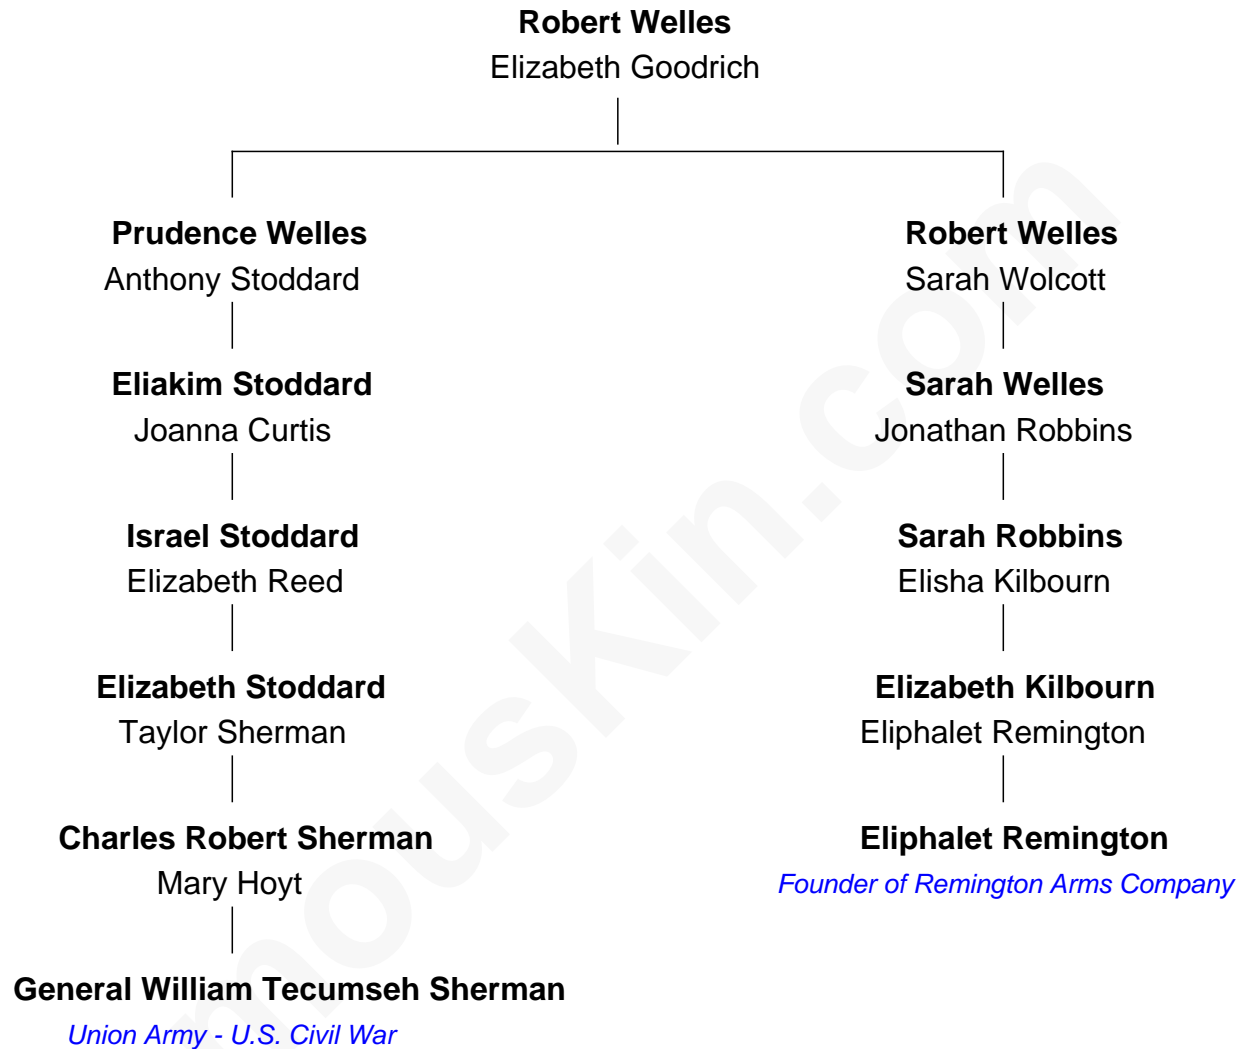 Robert Welles
Elizabeth Goodrich
Prudence Welles
Anthony Stoddard
Robert Welles
Sarah Wolcott
Eliakim Stoddard
Joanna Curtis
Sarah Welles
Jonathan Robbins
Israel Stoddard
Elizabeth Reed
Sarah Robbins
Elisha Kilbourn
Elizabeth Stoddard
Taylor Sherman
Elizabeth Kilbourn
Eliphalet Remington
Charles Robert Sherman
Mary Hoyt
Eliphalet Remington
Founder of Remington Arms Company
General William Tecumseh Sherman
Union Army - U.S. Civil War
mousKin.com